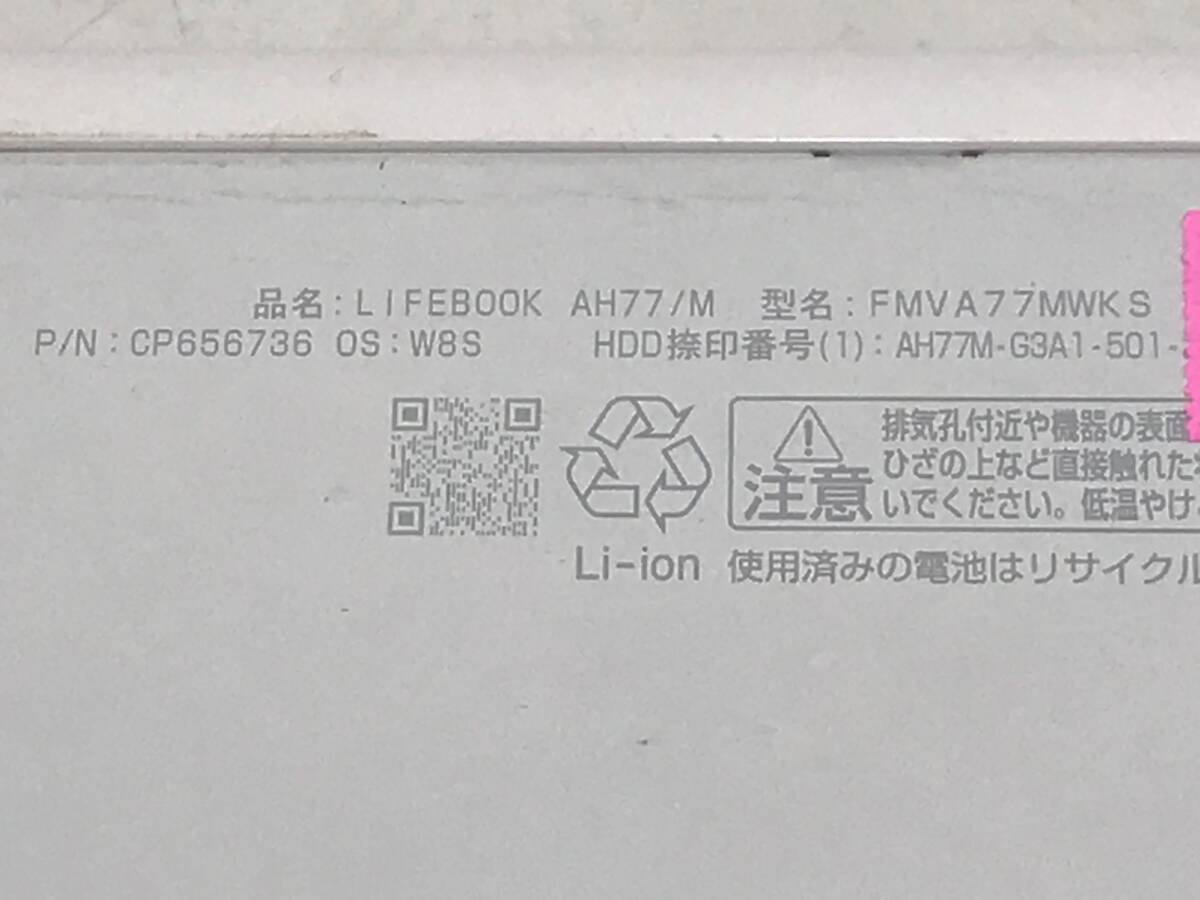 品名:LIFEBOOK AH77/M 型名:FMVA77MWKS
P/N:CP656736 OS:W8S HDD捺印番号(1):AH77M-G3A1-501-
注意
排気孔付近や機器の表面
ひざの上など直接触れた
いでください。低温やけ
Li-ion 使用済みの電池はリサイクル